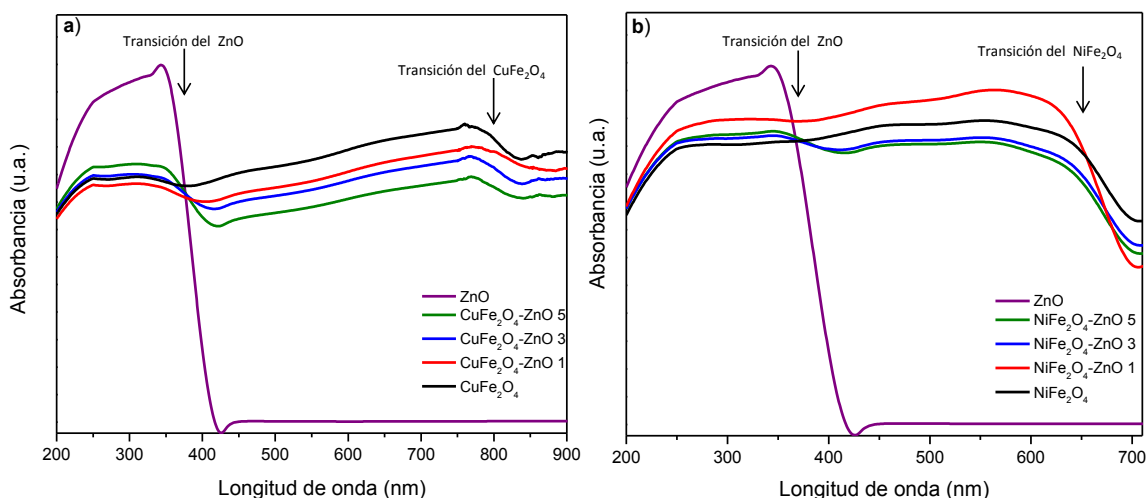 a)
Transición del ZnO
Transición del CuFe₂O₄
Absorbancia (u.a.)
ZnO
CuFe₂O₄-ZnO 5
CuFe₂O₄-ZnO 3
CuFe₂O₄-ZnO 1
CuFe₂O₄
200 300 400 500 600 700 800 900
Longitud de onda (nm)
b)
Transición del ZnO
Transición del NiFe₂O₄
Absorbancia (u.a.)
ZnO
NiFe₂O₄-ZnO 5
NiFe₂O₄-ZnO 3
NiFe₂O₄-ZnO 1
NiFe₂O₄
200 300 400 500 600 700
Longitud de onda (nm)